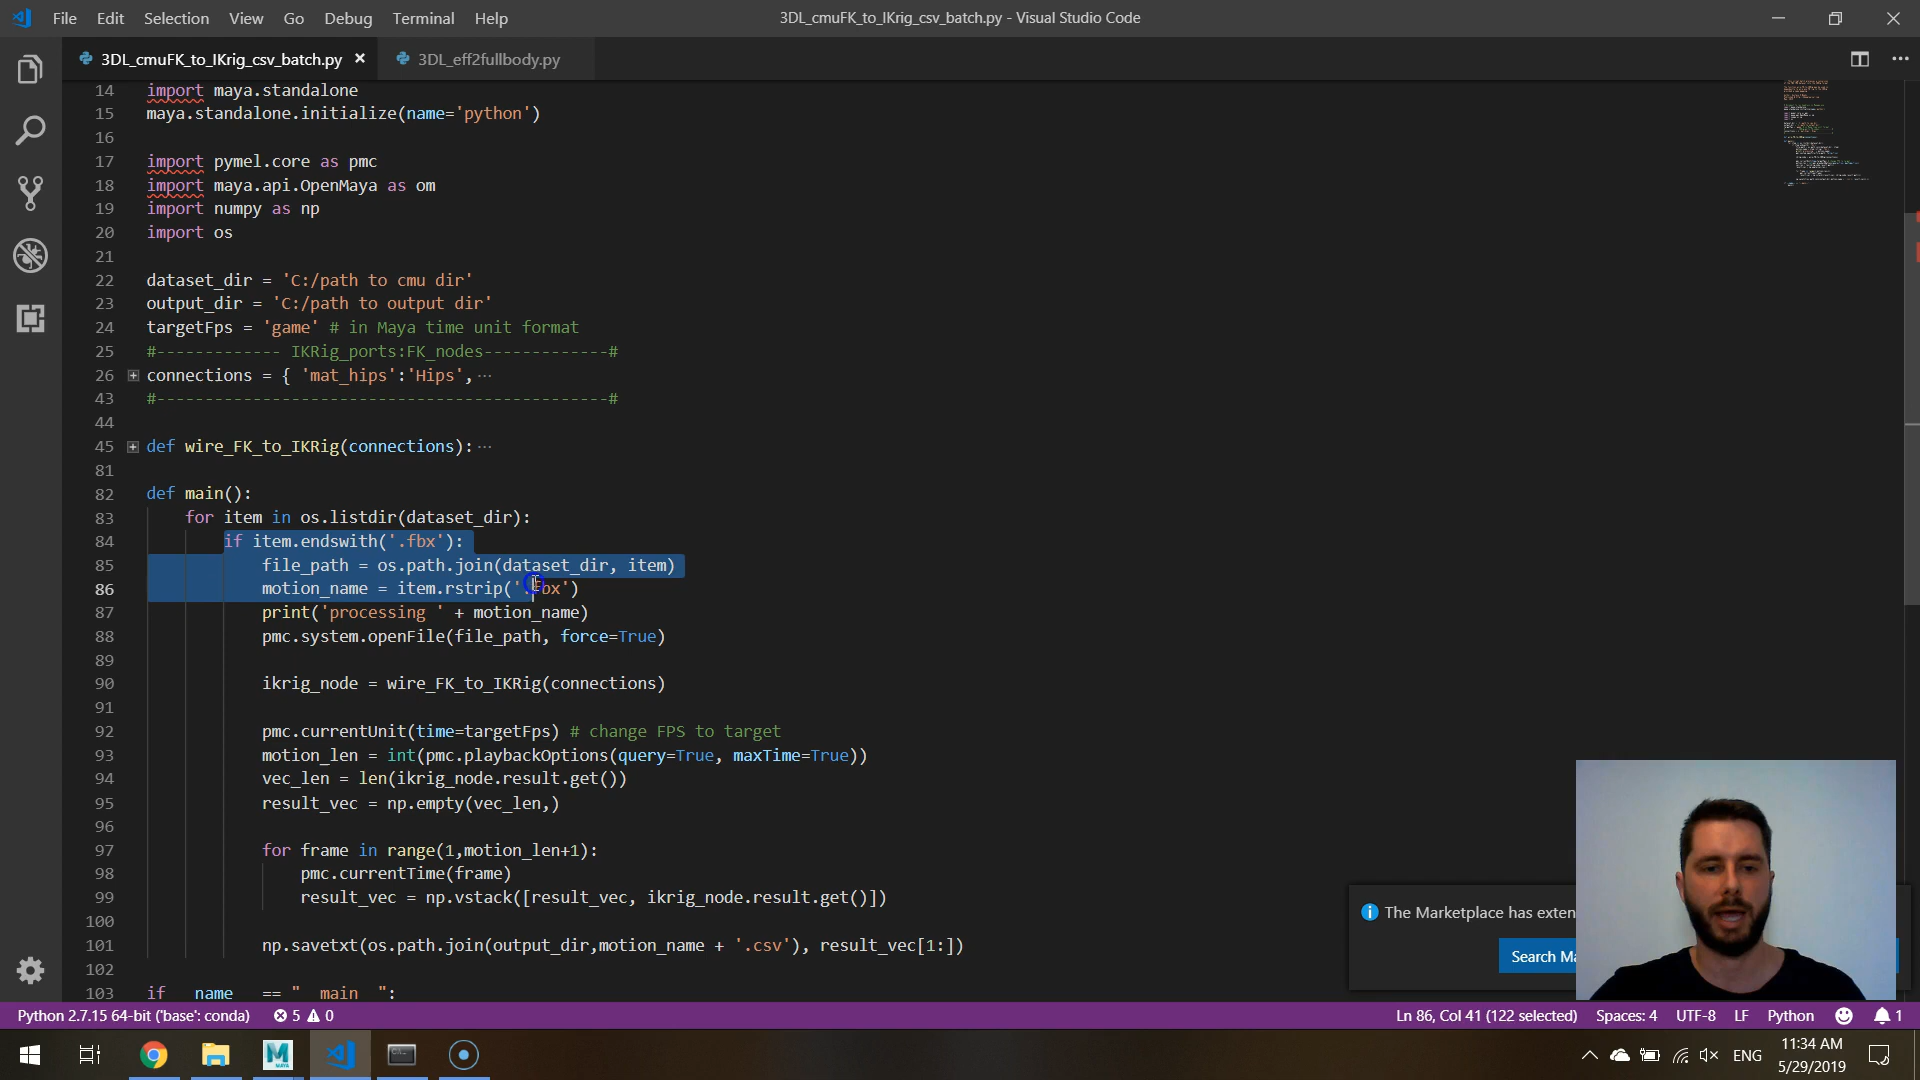 File Edit Selection View Go Debug Terminal Help
3DL_cmuFK_to_IKrig_csv_batch.py - Visual Studio Code
3DL_cmuFK_to_IKrig_csv_batch.py
3DL_eff2fullbody.py
14 import maya.standalone
15 maya.standalone.initialize(name='python')
16
17 import pymel.core as pmc
18 import maya.api.OpenMaya as om
19 import numpy as np
20 import os
21
22 dataset_dir = 'C:/path to cmu dir'
23 output_dir = 'C:/path to output dir'
24 targetFps = 'game' # in Maya time unit format
25 #------------- IKRig_ports:FK_nodes-------------#
26 connections = { 'mat_hips':'Hips', ...
43 #-----------------------------------------------#
44
45 def wire_FK_to_IKRig(connections): ...
81
82 def main():
83 for item in os.listdir(dataset_dir):
84 if item.endswith('.fbx'):
85 file_path = os.path.join(dataset_dir, item)
86 motion_name = item.rstrip('.fbx')
87 print('processing ' + motion_name)
88 pmc.system.openFile(file_path, force=True)
89
90 ikrig_node = wire_FK_to_IKRig(connections)
91
92 pmc.currentUnit(time=targetFps) # change FPS to target
93 motion_len = int(pmc.playbackOptions(query=True, maxTime=True))
94 vec_len = len(ikrig_node.result.get())
95 result_vec = np.empty(vec_len,)
96
97 for frame in range(1,motion_len+1):
98 pmc.currentTime(frame)
99 result_vec = np.vstack([result_vec, ikrig_node.result.get()])
100
101 np.savetxt(os.path.join(output_dir,motion_name + '.csv'), result_vec[1:])
102
103 if __name__ == "__main__":
The Marketplace has exten
Search Ma
Python 2.7.15 64-bit ('base': conda) 5 0
Ln 86, Col 41 (122 selected) Spaces: 4 UTF-8 LF Python 1
ENG
11:34 AM
5/29/2019